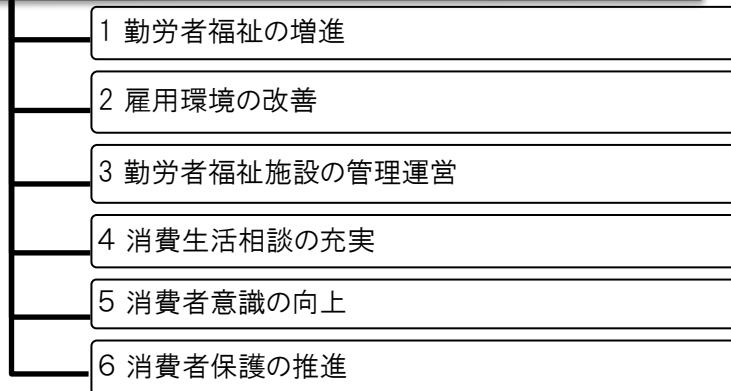 1 勤労者福祉の増進
2 雇用環境の改善
3 勤労者福祉施設の管理運営
4 消費生活相談の充実
5 消費者意識の向上
6 消費者保護の推進